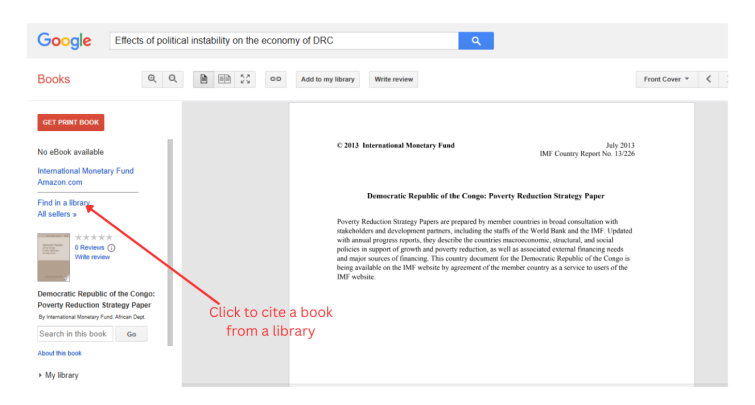 Google
Effects of political instability on the economy of DRC
Books
Add to my library
Write review
Front Cover
GET PRINT BOOK
No eBook available
International Monetary Fund
Amazon.com
Find in a library
All sellers »
0 Reviews
Write review
Democratic Republic of the Congo:
Poverty Reduction Strategy Paper
By International Monetary Fund. African Dept.
Search in this book
Go
About this book
My library
© 2013 International Monetary Fund
July 2013
IMF Country Report No. 13/226
Democratic Republic of the Congo: Poverty Reduction Strategy Paper
Poverty Reduction Strategy Papers are prepared by member countries in broad consultation with
stakeholders and development partners, including the staffs of the World Bank and the IMF. Updated
with annual progress reports, they describe the countries macroeconomic, structural, and social
policies in support of growth and poverty reduction, as well as associated external financing needs
and major sources of financing. This country document for the Democratic Republic of the Congo is
being available on the IMF website by agreement of the member country as a service to users of the
IMF website.
Click to cite a book
from a library